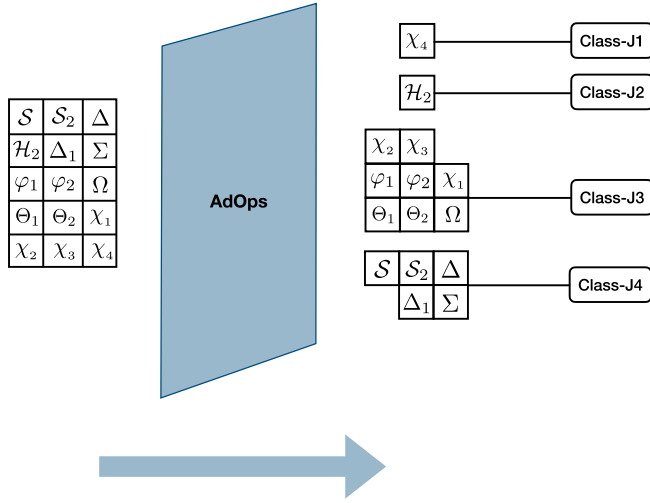 𝒮 𝒮₂ Δ
ℋ₂ Δ₁ Σ
φ₁ φ₂ Ω
Θ₁ Θ₂ χ₁
χ₂ χ₃ χ₄
AdOps
χ₄ Class-J1
ℋ₂ Class-J2
χ₂ χ₃
φ₁ φ₂ χ₁
Class-J3
Θ₁ Θ₂ Ω
𝒮 𝒮₂ Δ
Class-J4
Δ₁ Σ